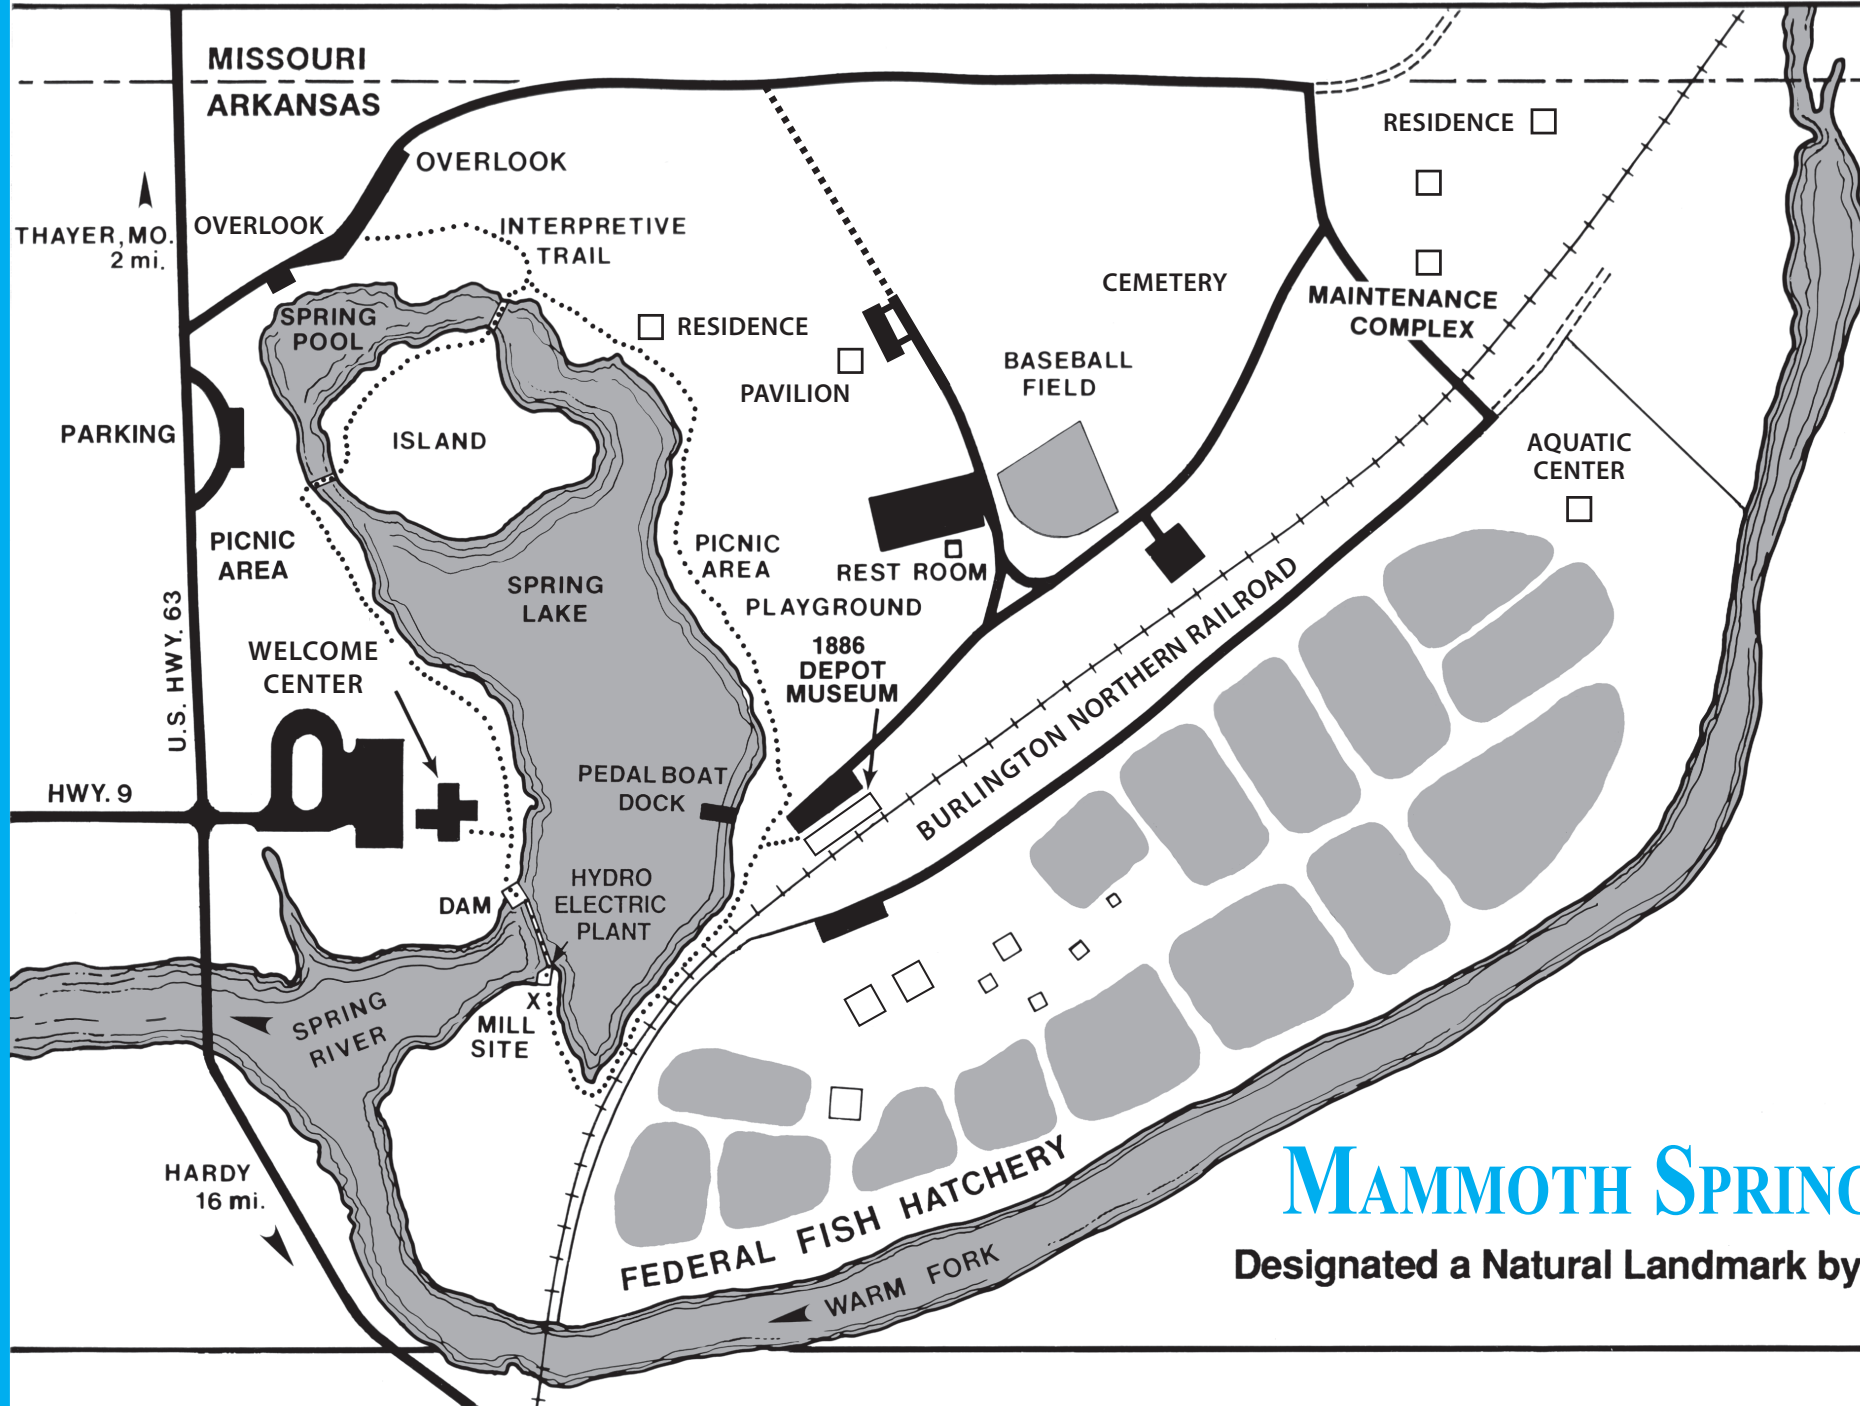 MISSOURI
ARKANSAS
OVERLOOK
OVERLOOK
INTERPRETIVE
TRAIL
THAYER, MO.
2 mi.
RESIDENCE
CEMETERY
MAINTENANCE
COMPLEX
SPRING
POOL
RESIDENCE
PAVILION
BASEBALL
FIELD
PARKING
ISLAND
AQUATIC
CENTER
PICNIC
AREA
PICNIC
AREA
REST ROOM
PLAYGROUND
SPRING
LAKE
U.S. HWY. 63
WELCOME
CENTER
1886
DEPOT
MUSEUM
BURLINGTON NORTHERN RAILROAD
HWY. 9
PEDAL BOAT
DOCK
DAM
HYDRO
ELECTRIC
PLANT
X
MILL
SITE
SPRING
RIVER
HARDY
16 mi.
FEDERAL FISH HATCHERY
WARM FORK
MAMMOTH SPRING
Designated a Natural Landmark by